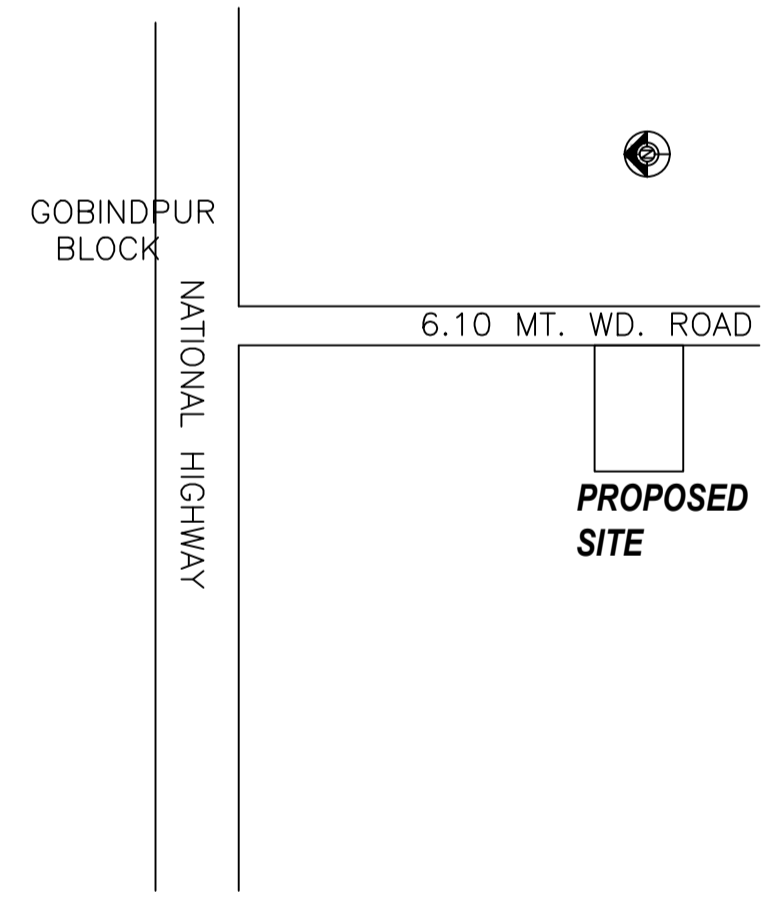 GOBINDPUR
BLOCK
N
NATIONAL HIGHWAY
6.10 MT. WD. ROAD
PROPOSED
SITE